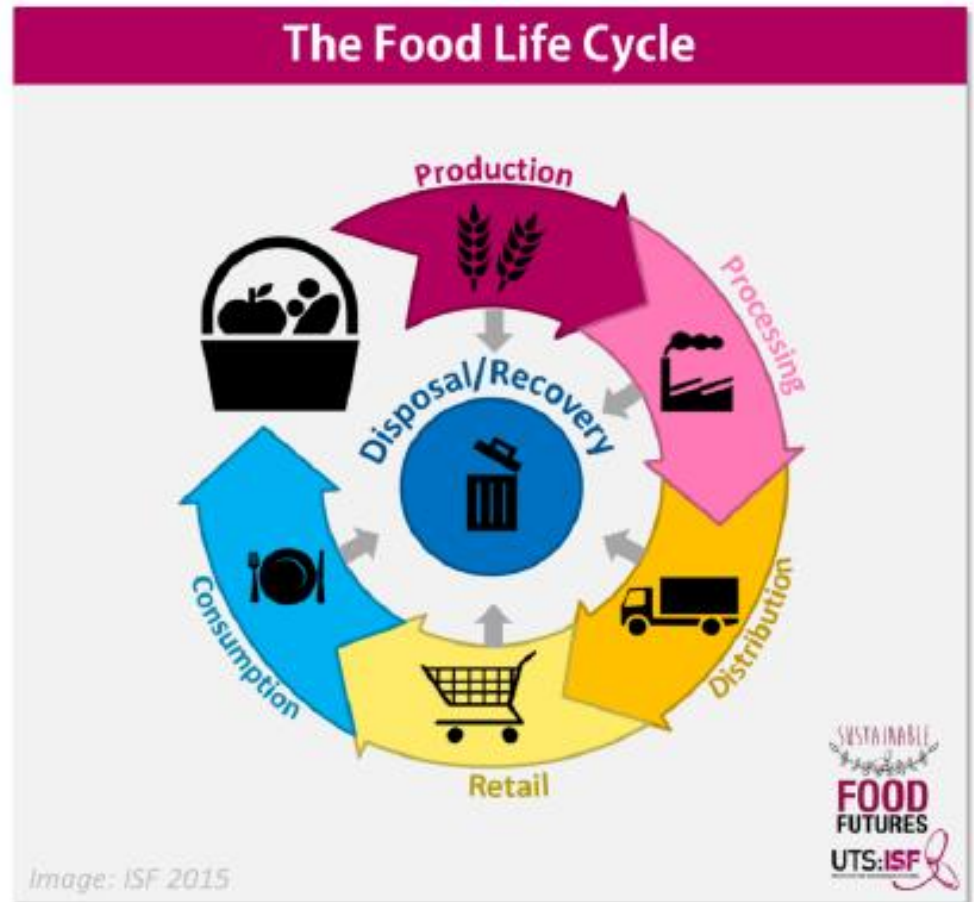 The Food Life Cycle
Production
Processing
Disposal/Recovery
Distribution
Consumption
Retail
SUSTAINABLE
FOOD
FUTURES
UTS:ISF
Image: ISF 2015